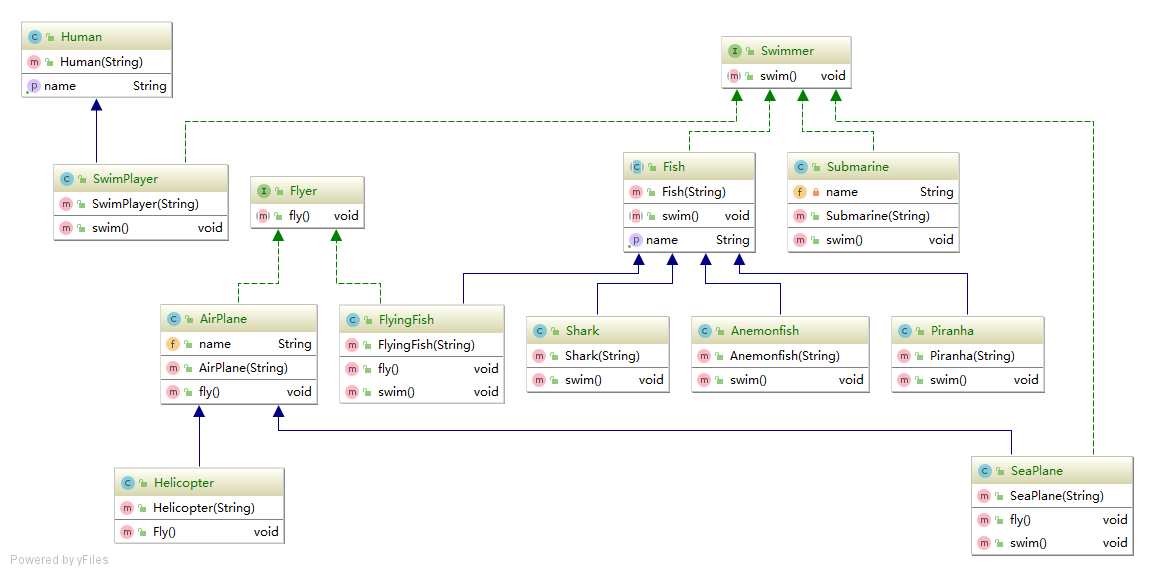 Human
Human(String)
name String
Swimmer
swim() void
SwimPlayer
SwimPlayer(String)
swim() void
Flyer
fly() void
Fish
Fish(String)
swim() void
name String
Submarine
name String
Submarine(String)
swim() void
AirPlane
name String
AirPlane(String)
fly() void
FlyingFish
FlyingFish(String)
fly() void
swim() void
Shark
Shark(String)
swim() void
Anemonfish
Anemonfish(String)
swim() void
Piranha
Piranha(String)
swim() void
Helicopter
Helicopter(String)
Fly() void
SeaPlane
SeaPlane(String)
fly() void
swim() void
Powered by yFiles